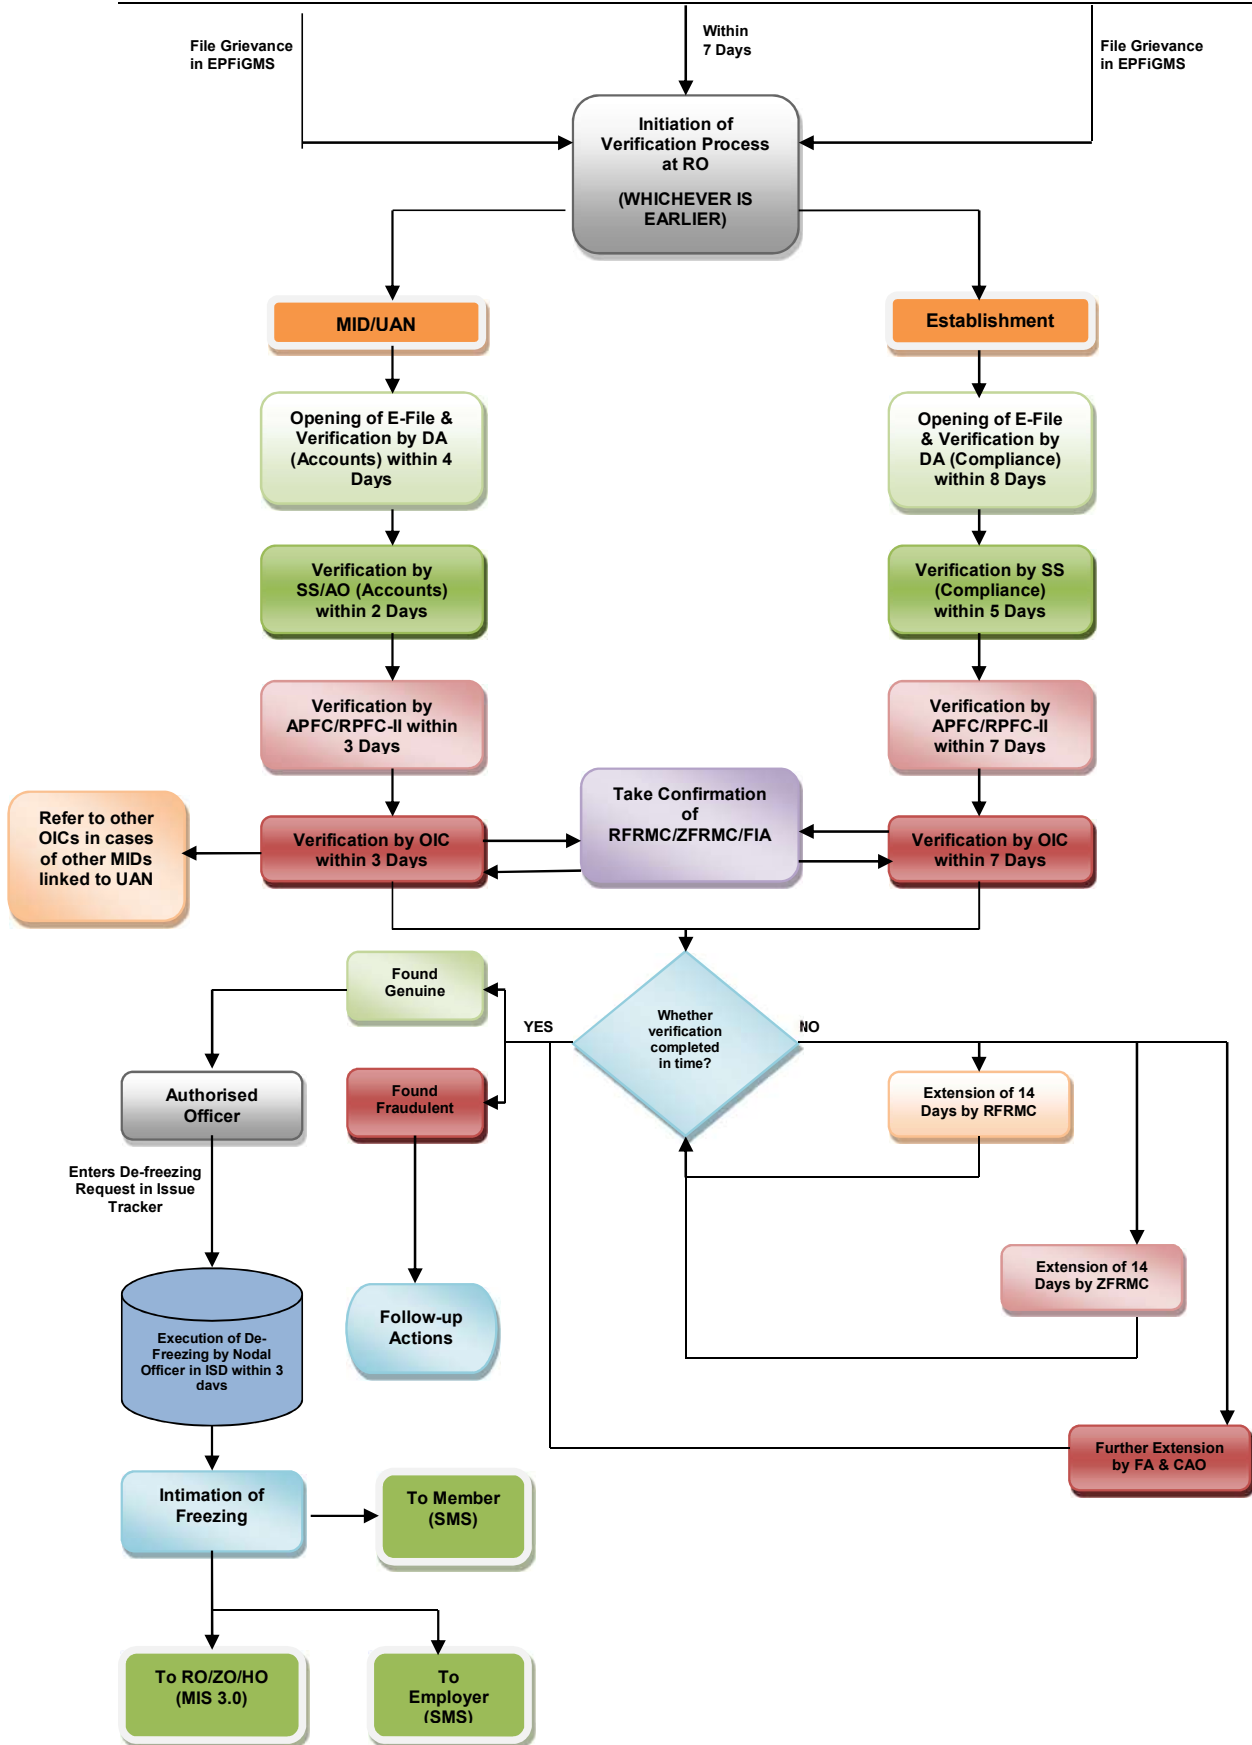 File Grievance
in EPFiGMS
Within
7 Days
File Grievance
in EPFiGMS
Initiation of
Verification Process
at RO
(WHICHEVER IS
EARLIER)
MID/UAN
Establishment
Opening of E-File &
Verification by DA
(Accounts) within 4
Days
Opening of E-File
& Verification by
DA (Compliance)
within 8 Days
Verification by
SS/AO (Accounts)
within 2 Days
Verification by SS
(Compliance)
within 5 Days
Verification by
APFC/RPFC-II within
3 Days
Verification by
APFC/RPFC-II
within 7 Days
Refer to other
OICs in cases
of other MIDs
linked to UAN
Verification by OIC
within 3 Days
Take Confirmation
of
RFRMC/ZFRMC/FIA
Verification by OIC
within 7 Days
Found
Genuine
YES
Whether
verification
completed
in time?
NO
Authorised
Officer
Found
Fraudulent
Extension of 14
Days by RFRMC
Enters De-freezing
Request in Issue
Tracker
Extension of 14
Days by ZFRMC
Execution of De-
Freezing by Nodal
Officer in ISD within 3
days
Follow-up
Actions
Further Extension
by FA & CAO
Intimation of
Freezing
To Member
(SMS)
To RO/ZO/HO
(MIS 3.0)
To
Employer
(SMS)